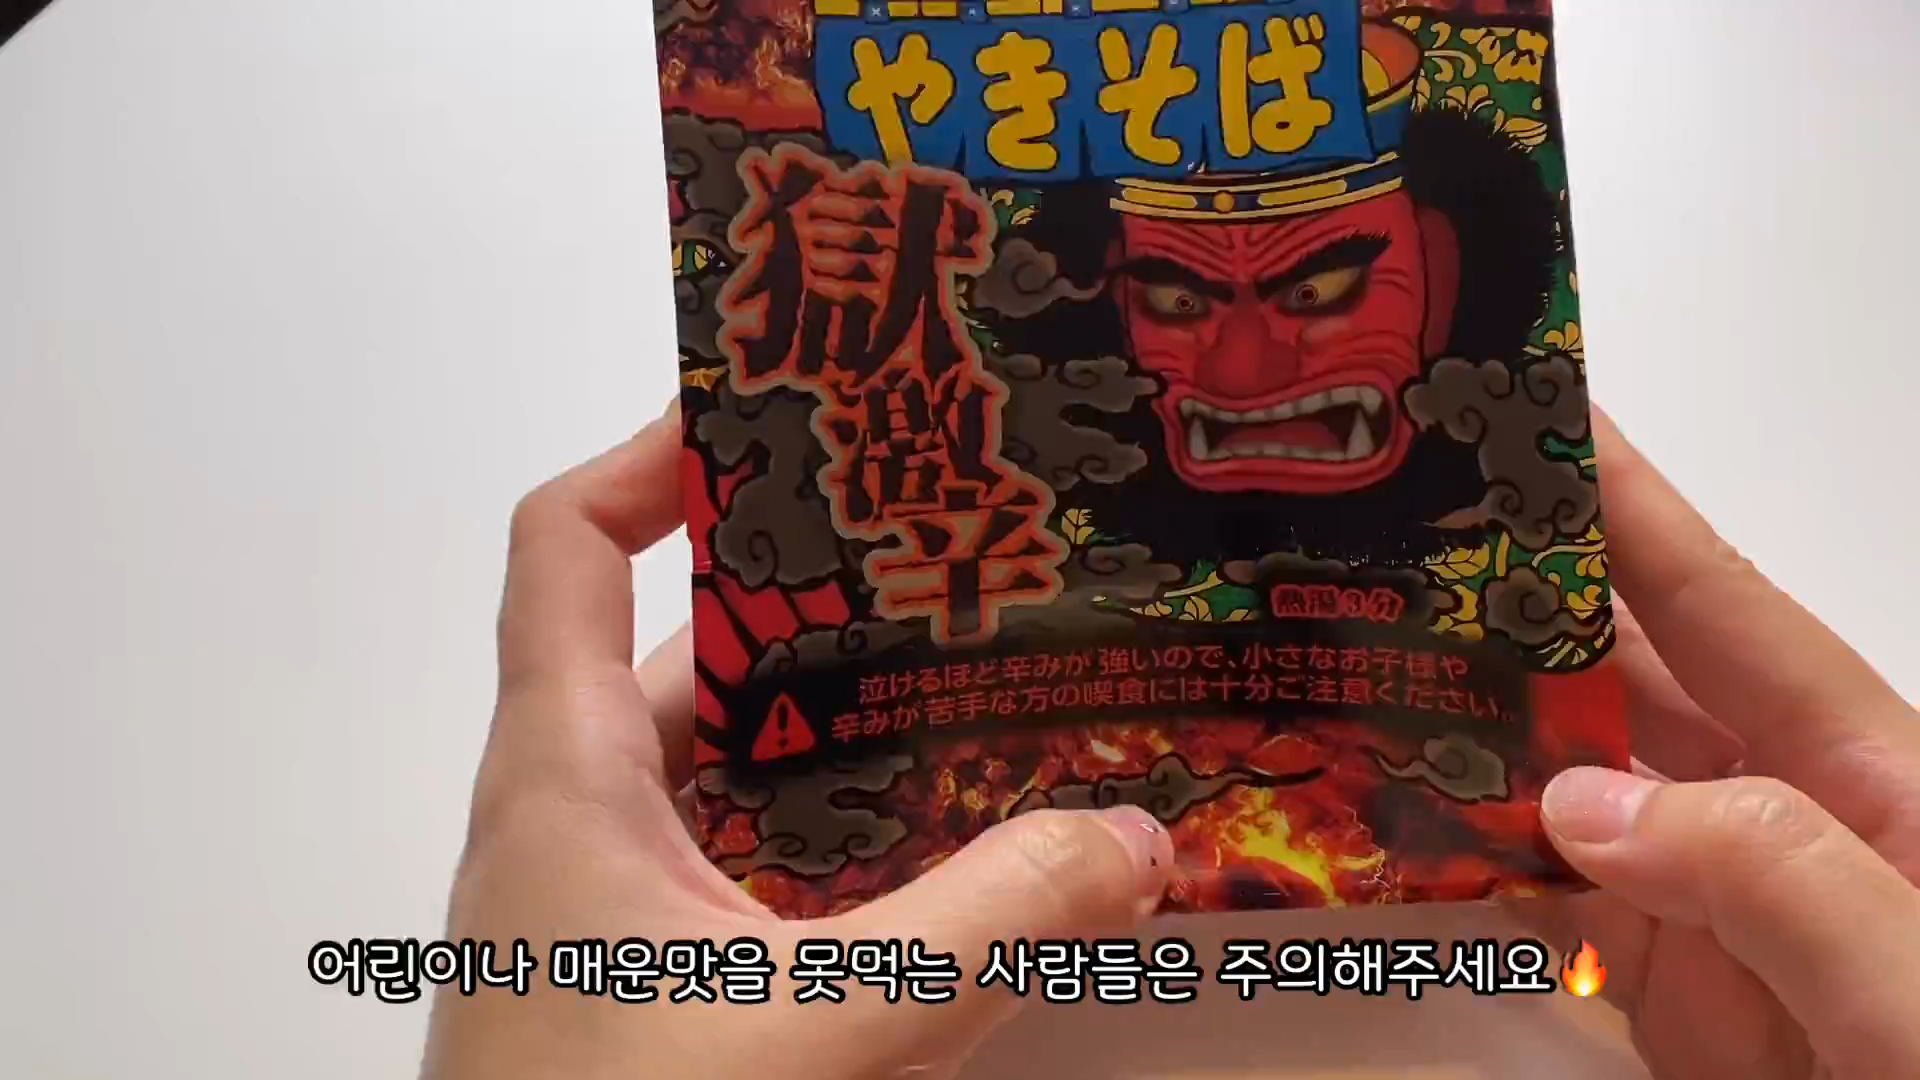 やきそば
獄激辛
熱湯3分
泣けるほど辛みが強いので、小さなお子様や
辛みが苦手な方の喫食には十分ご注意ください。
어린이나 매운맛을 못먹는 사람들은 주의해주세요🔥